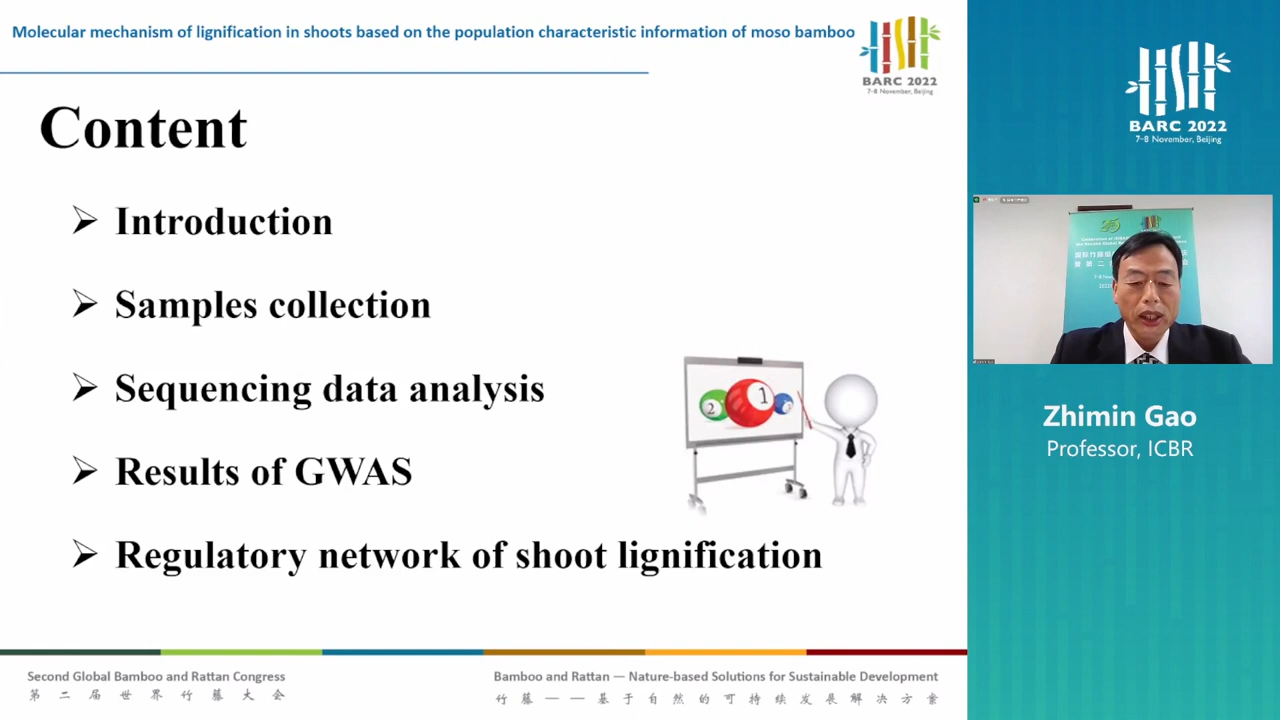 Molecular mechanism of lignification in shoots based on the population characteristic information of moso bamboo
BARC 2022
7-8 November, Beijing
Content
➢ Introduction
➢ Samples collection
➢ Sequencing data analysis
➢ Results of GWAS
➢ Regulatory network of shoot lignification
2
1
3
Second Global Bamboo and Rattan Congress
第二届世界竹藤大会
Bamboo and Rattan — Nature-based Solutions for Sustainable Development
竹藤——基于自然的可持续发展解决方案
BARC 2022
7-8 November, Beijing
Zhimin Gao
Professor, ICBR